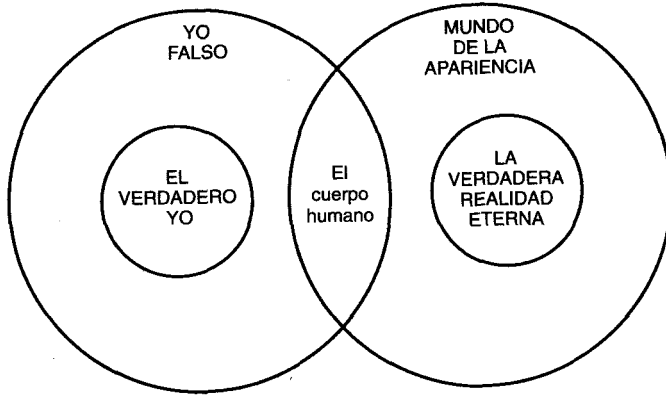 YO
FALSO
EL
VERDADERO
YO
El
cuerpo
humano
MUNDO
DE LA
APARIENCIA
LA
VERDADERA
REALIDAD
ETERNA